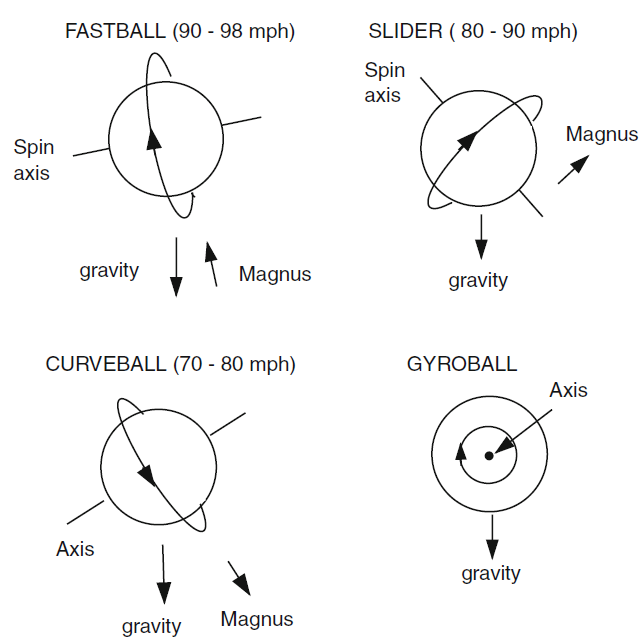 FASTBALL (90 - 98 mph)
Spin
axis
gravity
Magnus
SLIDER ( 80 - 90 mph)
Spin
axis
Magnus
gravity
CURVEBALL (70 - 80 mph)
Axis
gravity
Magnus
GYROBALL
Axis
gravity